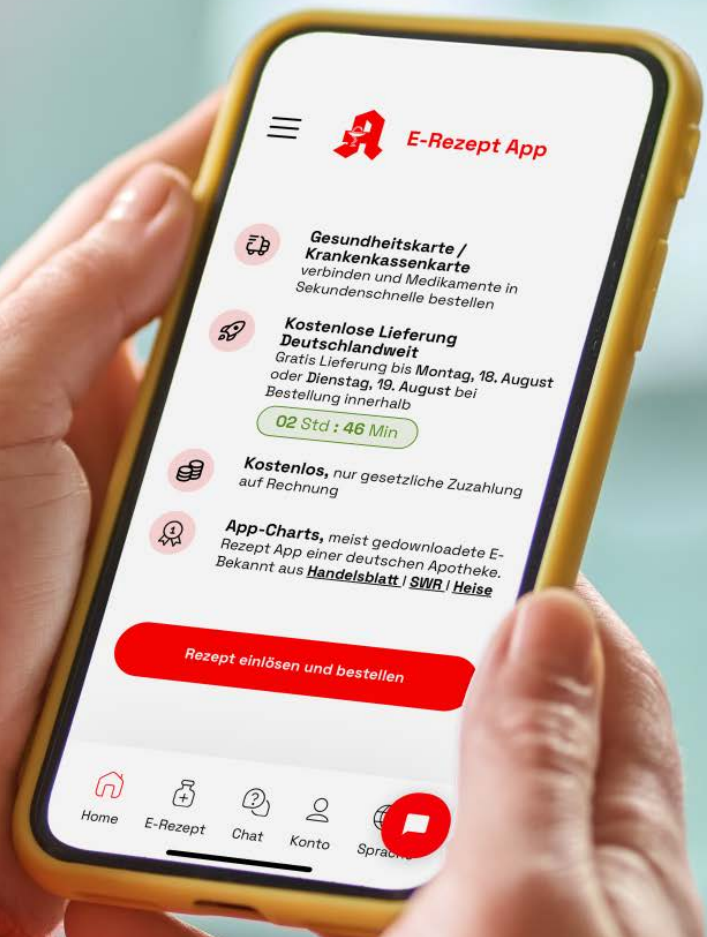 E-Rezept App
Gesundheitskarte /
Krankenkassenkarte
verbinden und Medikamente in
Sekundenschnelle bestellen
Kostenlose Lieferung
Deutschlandweit
Gratis Lieferung bis Montag, 18. August
oder Dienstag, 19. August bei
Bestellung innerhalb
02 Std : 46 Min
Kostenlos, nur gesetzliche Zuzahlung
auf Rechnung
1
App-Charts, meist gedownloadete E-
Rezept App einer deutschen Apotheke.
Bekannt aus Handelsblatt | SWR | Heise
Rezept einlösen und bestellen
Home E-Rezept Chat Konto